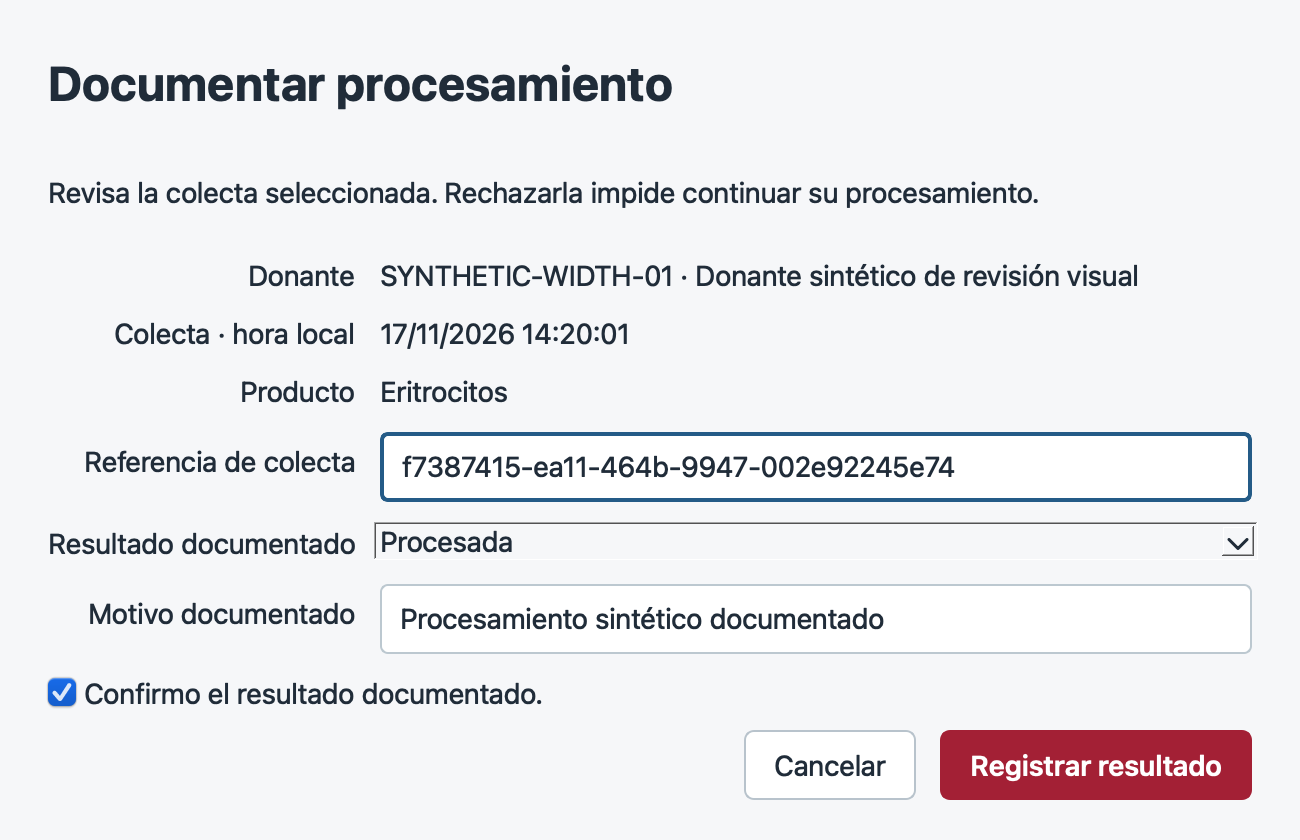 Documentar procesamiento
Revisa la colecta seleccionada. Rechazarla impide continuar su procesamiento.
Donante SYNTHETIC-WIDTH-01 · Donante sintético de revisión visual
Colecta · hora local 17/11/2026 14:20:01
Producto Eritrocitos
Referencia de colecta f7387415-ea11-464b-9947-002e92245e74
Resultado documentado Procesada
Motivo documentado Procesamiento sintético documentado
Confirmo el resultado documentado.
Cancelar Registrar resultado